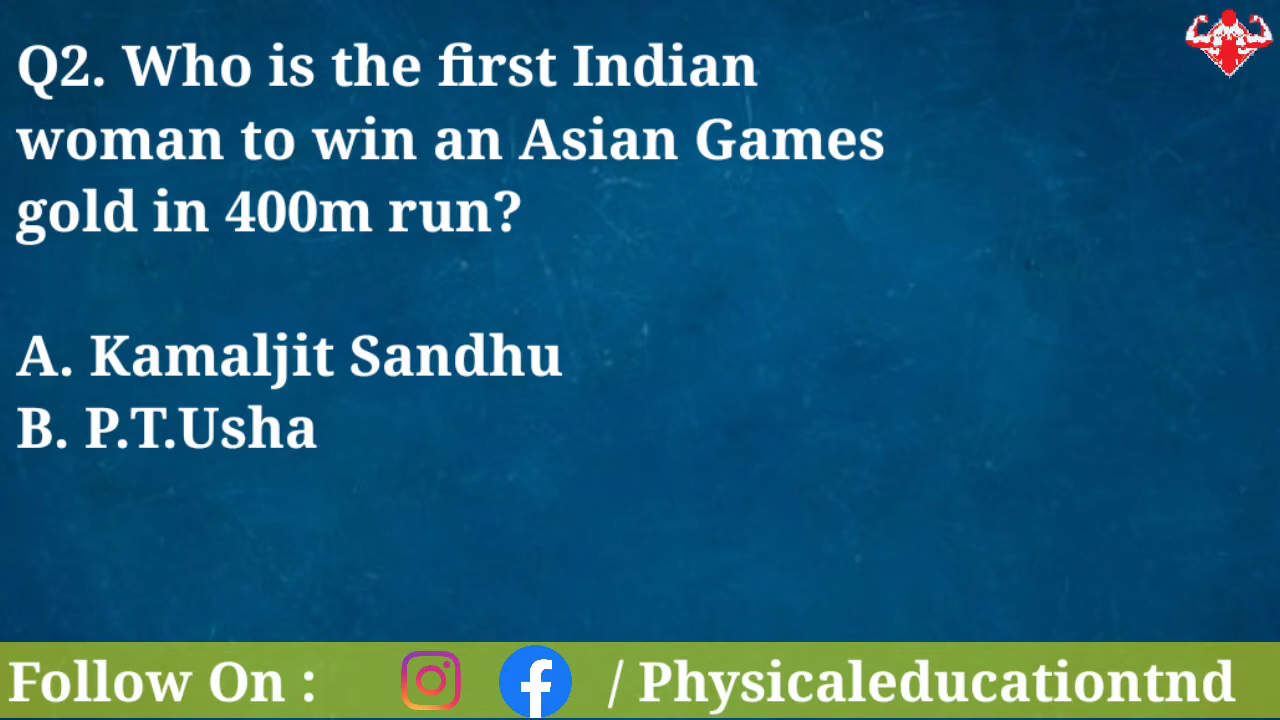 Q2. Who is the first Indian
woman to win an Asian Games
gold in 400m run?
A. Kamaljit Sandhu
B. P.T.Usha
Follow On : / Physicaleducationtnd